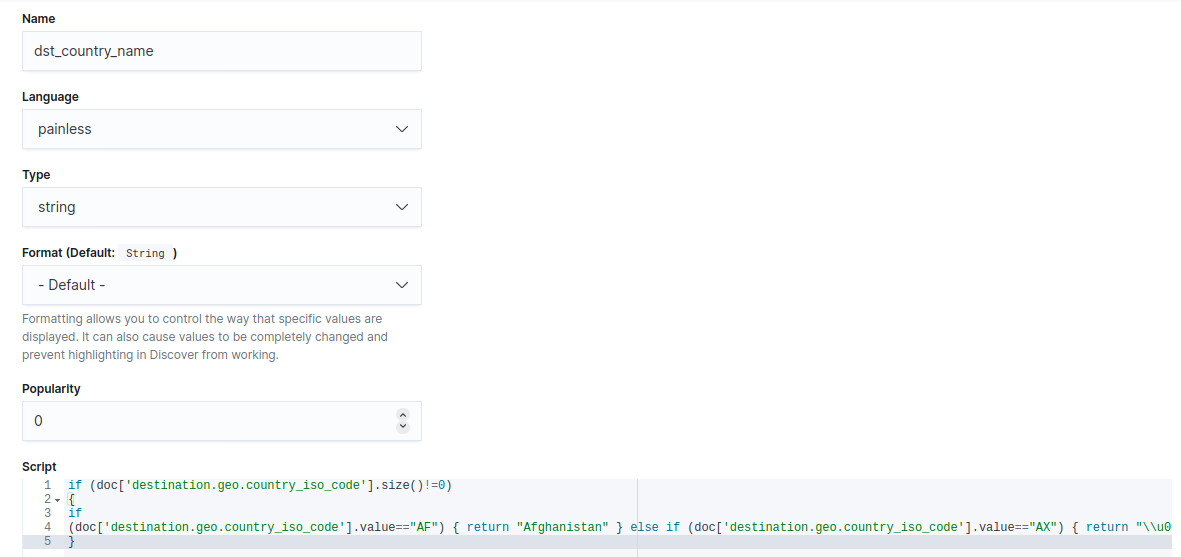 Name
dst_country_name
Language
painless
Type
string
Format (Default: String )
- Default -
Formatting allows you to control the way that specific values are
displayed. It can also cause values to be completely changed and
prevent highlighting in Discover from working.
Popularity
0
Script
1 if (doc['destination.geo.country_iso_code'].size()!=0)
2 {
3 if
4 (doc['destination.geo.country_iso_code'].value=="AF") { return "Afghanistan" } else if (doc['destination.geo.country_iso_code'].value=="AX") { return "\\u0
5 }